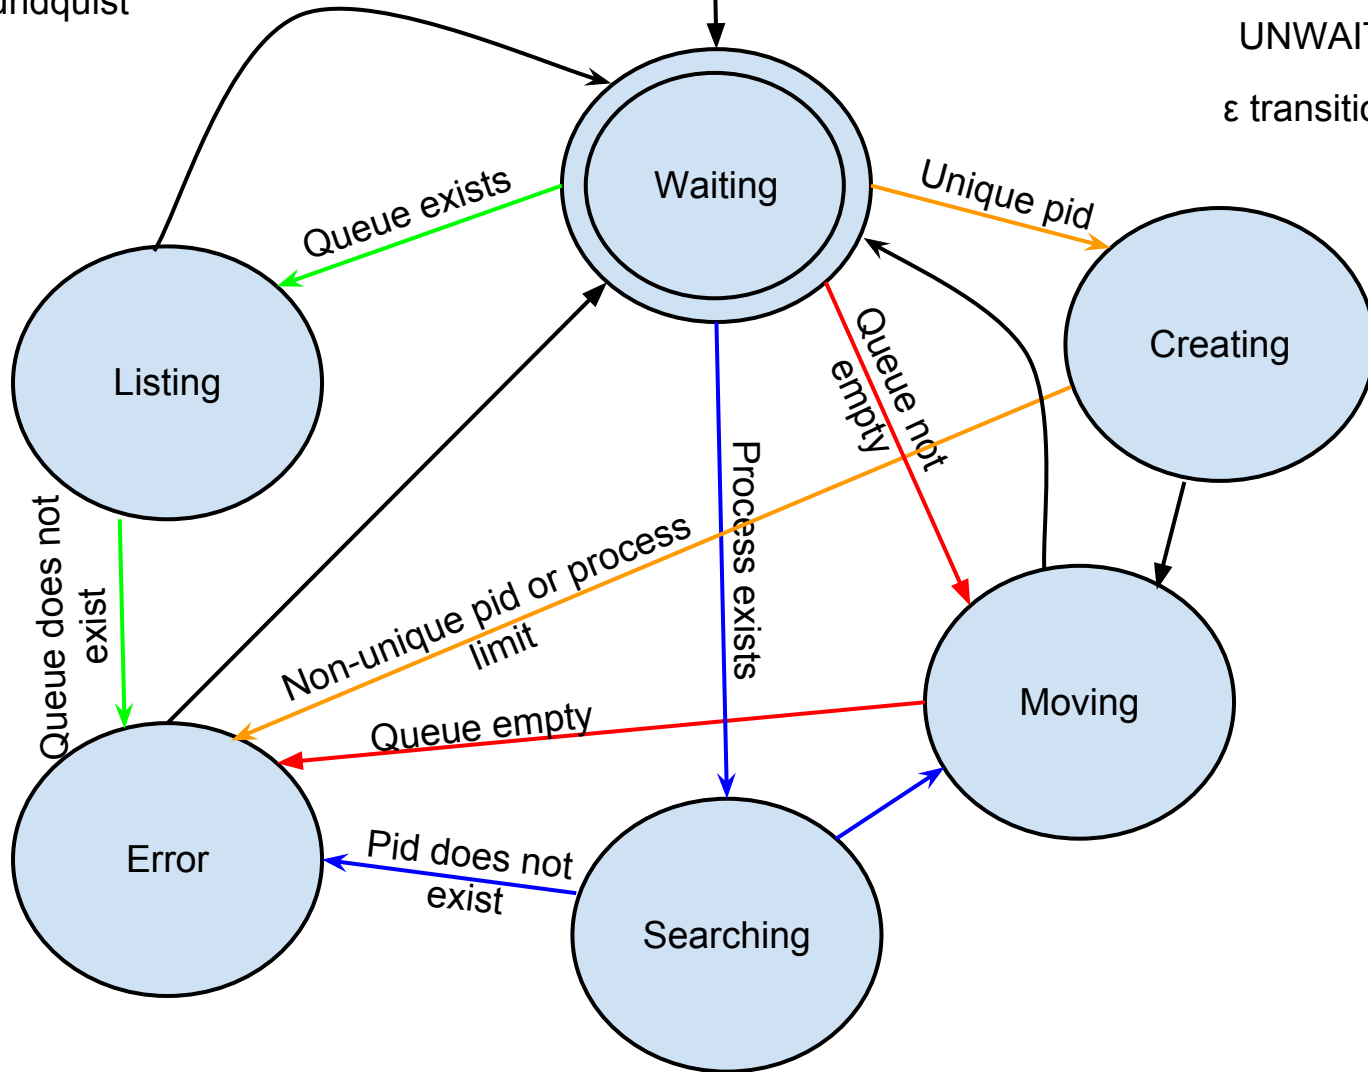 UNWAIT
ε transitio
Waiting
Unique pid
Queue exists
Creating
Listing
Queue not
empty
Process exists
Queue does not
exist
Non-unique pid or process
limit
Moving
Queue empty
Error
Pid does not
exist
Searching